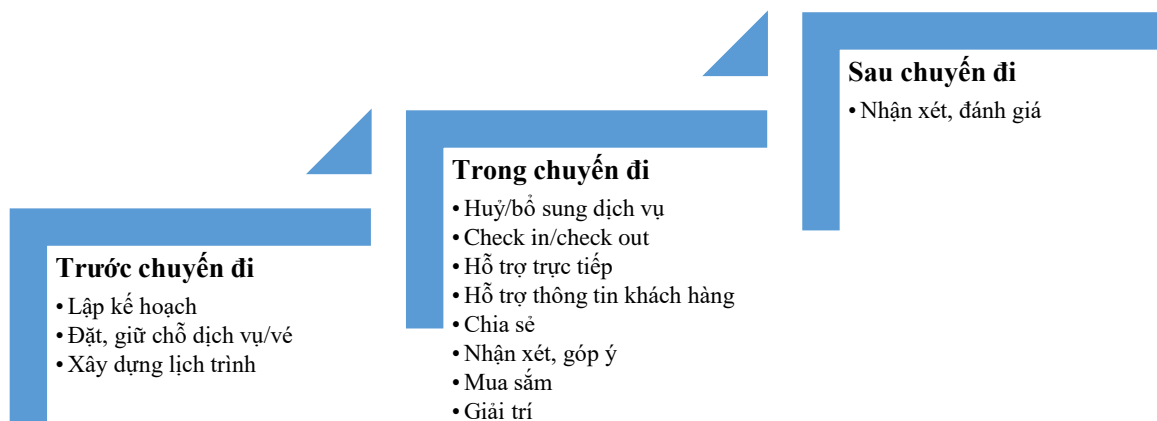 Trước chuyến đi
• Lập kế hoạch
• Đặt, giữ chỗ dịch vụ/vé
• Xây dựng lịch trình
Trong chuyến đi
• Huỷ/bổ sung dịch vụ
• Check in/check out
• Hỗ trợ trực tiếp
• Hỗ trợ thông tin khách hàng
• Chia sẻ
• Nhận xét, góp ý
• Mua sắm
• Giải trí
Sau chuyến đi
• Nhận xét, đánh giá